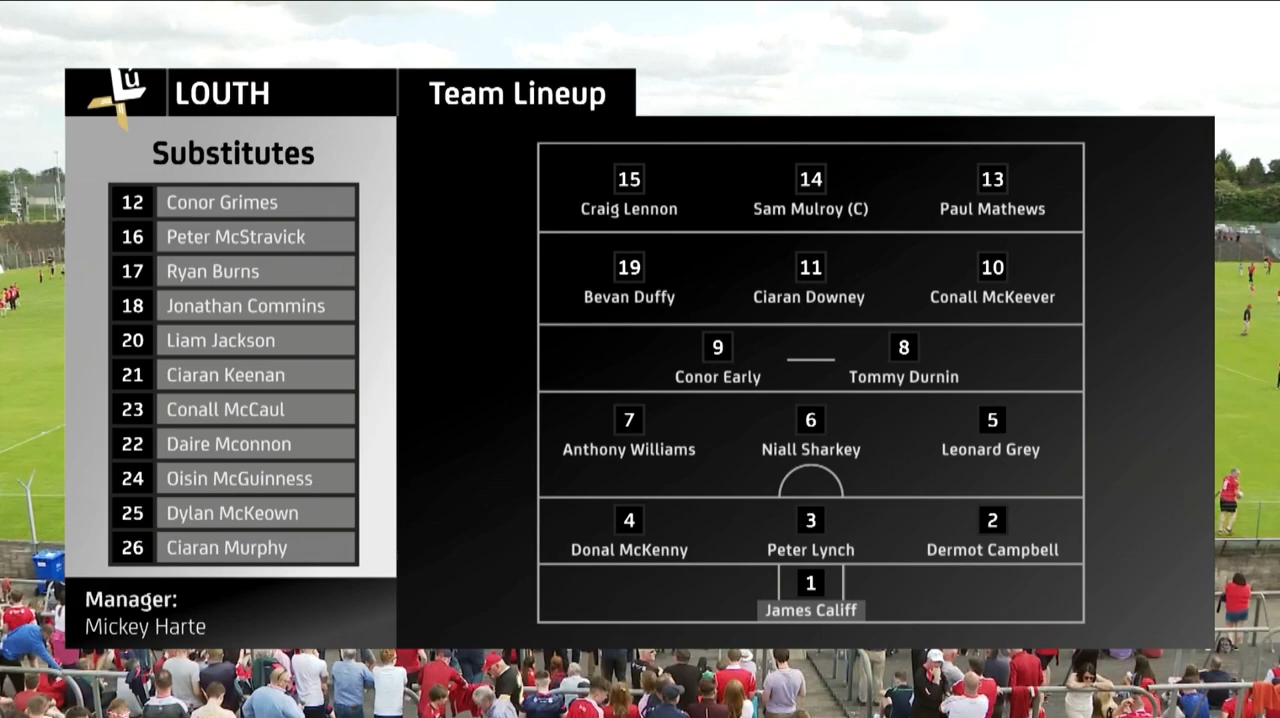 Lú
LOUTH
Team Lineup
Substitutes
12 Conor Grimes
16 Peter McStravick
17 Ryan Burns
18 Jonathan Commins
20 Liam Jackson
21 Ciaran Keenan
23 Conall McCaul
22 Daire Mconnon
24 Oisin McGuinness
25 Dylan McKeown
26 Ciaran Murphy
Manager:
Mickey Harte
15 14 13
Craig Lennon Sam Mulroy (C) Paul Mathews
19 11 10
Bevan Duffy Ciaran Downey Conall McKeever
9 8
Conor Early Tommy Durnin
7 6 5
Anthony Williams Niall Sharkey Leonard Grey
4 3 2
Donal McKenny Peter Lynch Dermot Campbell
1
James Califf